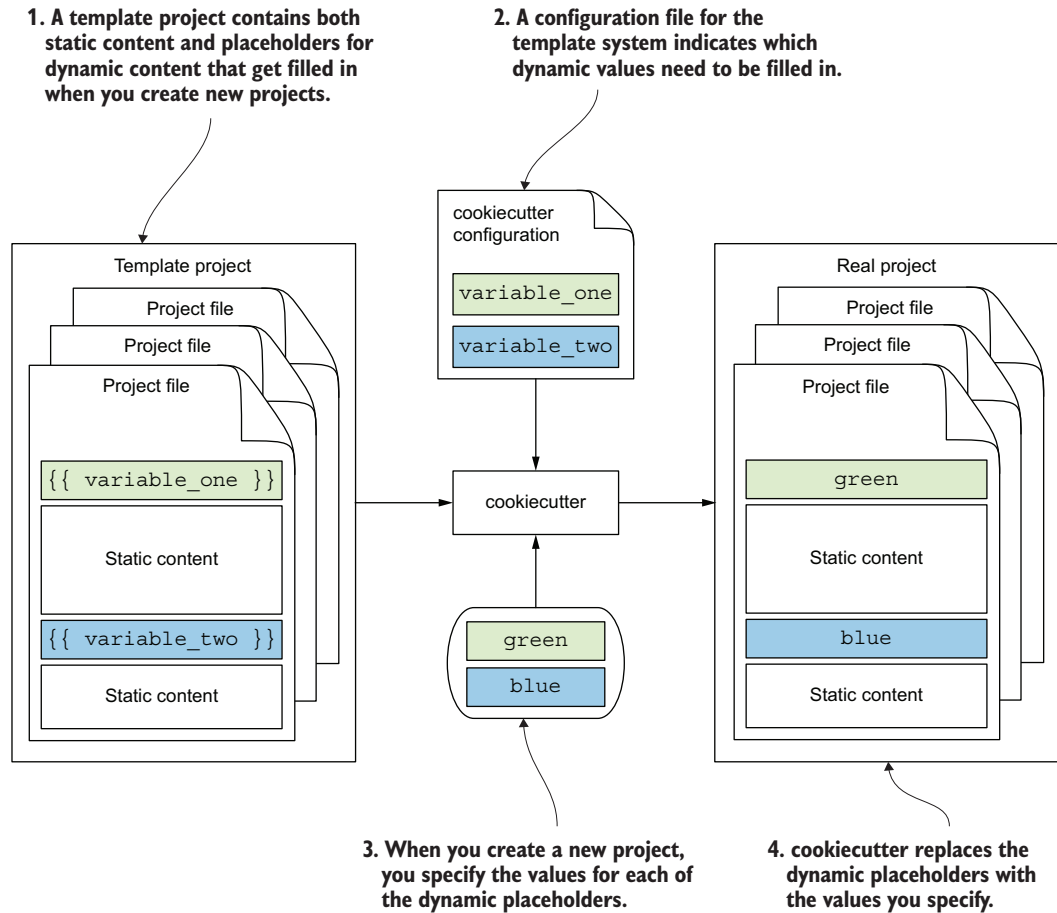 1. A template project contains both
static content and placeholders for
dynamic content that get filled in
when you create new projects.
2. A configuration file for the
template system indicates which
dynamic values need to be filled in.
cookiecutter
configuration
variable_one
variable_two
Template project
Project file
Project file
Project file
{{ variable_one }}
Static content
{{ variable_two }}
Static content
cookiecutter
green
blue
Real project
Project file
Project file
Project file
green
Static content
blue
Static content
3. When you create a new project,
you specify the values for each of
the dynamic placeholders.
4. cookiecutter replaces the
dynamic placeholders with
the values you specify.